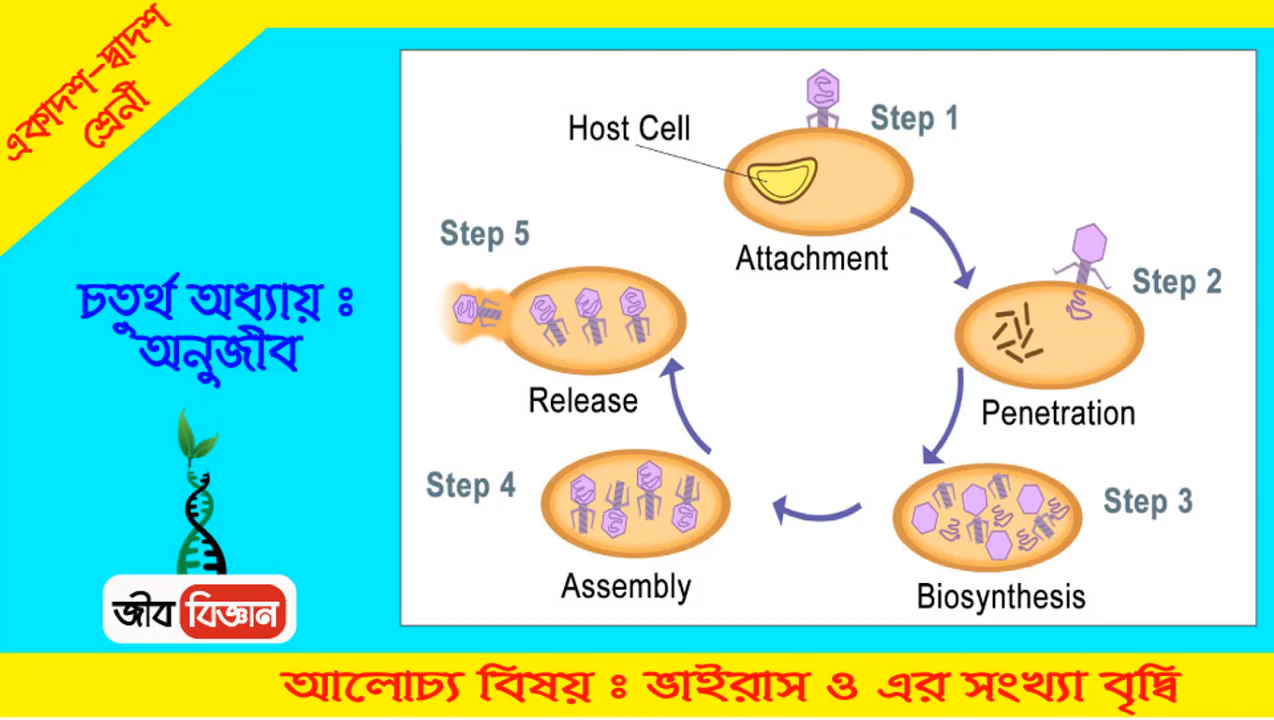 একাদশ-দ্বাদশ
শ্রেনী
চতুর্থ অধ্যায় ঃ
অনুজীব
জীব বিজ্ঞান
Host Cell
Step 1
Attachment
Step 2
Penetration
Step 3
Biosynthesis
Step 4
Assembly
Step 5
Release
আলোচ্য বিষয় ঃ ভাইরাস ও এর সংখ্যা বৃদ্বি